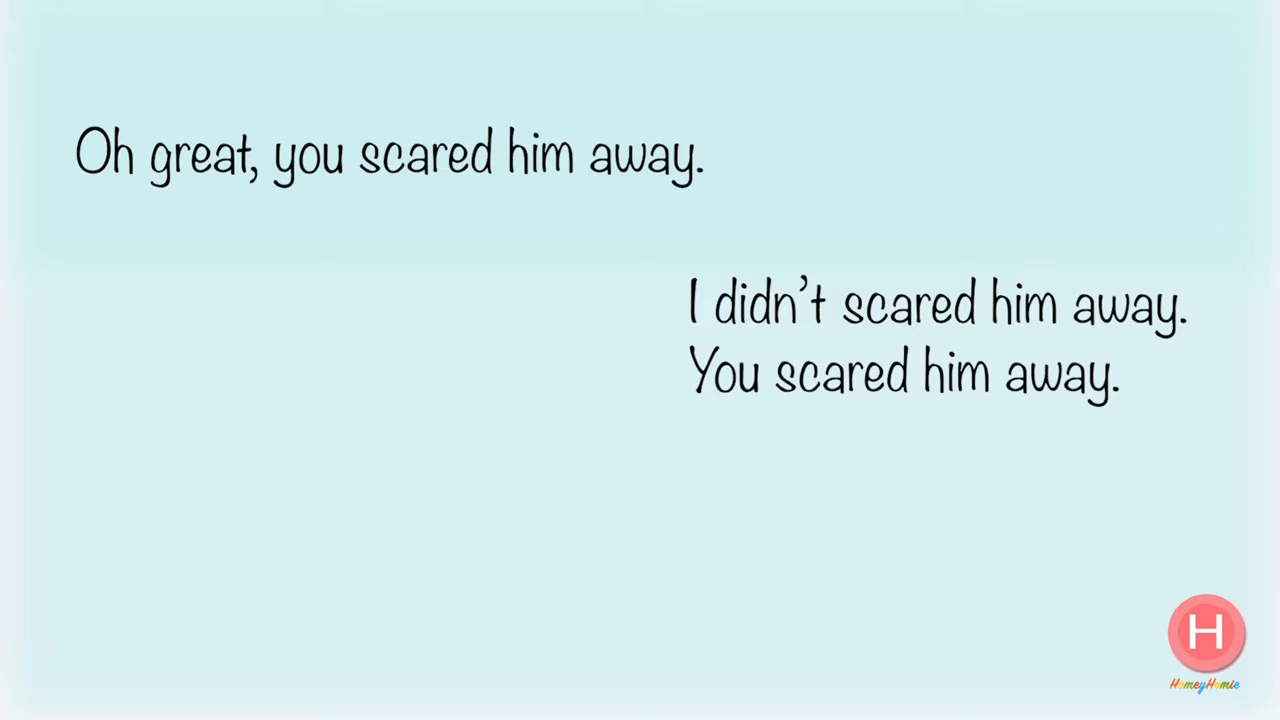 Oh great, you scared him away.
I didn’t scared him away.
You scared him away.
H
HomeyHomie